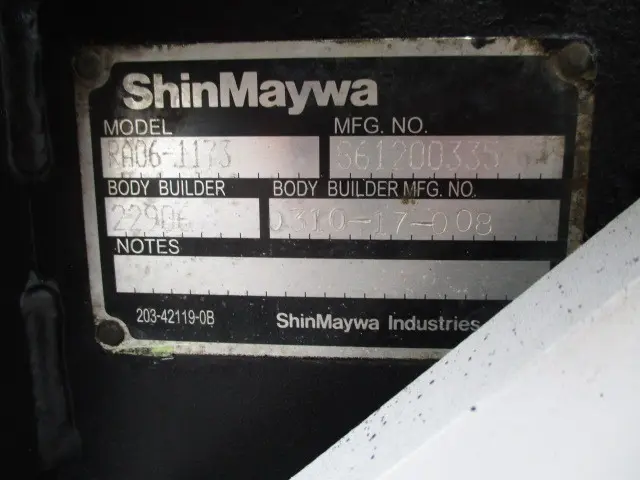 ShinMaywa
MODEL MFG. NO.
RA06-1173 S61200335
BODY BUILDER BODY BUILDER MFG. NO.
22906 0310-17-008
NOTES
203-42119-0B ShinMaywa Industries